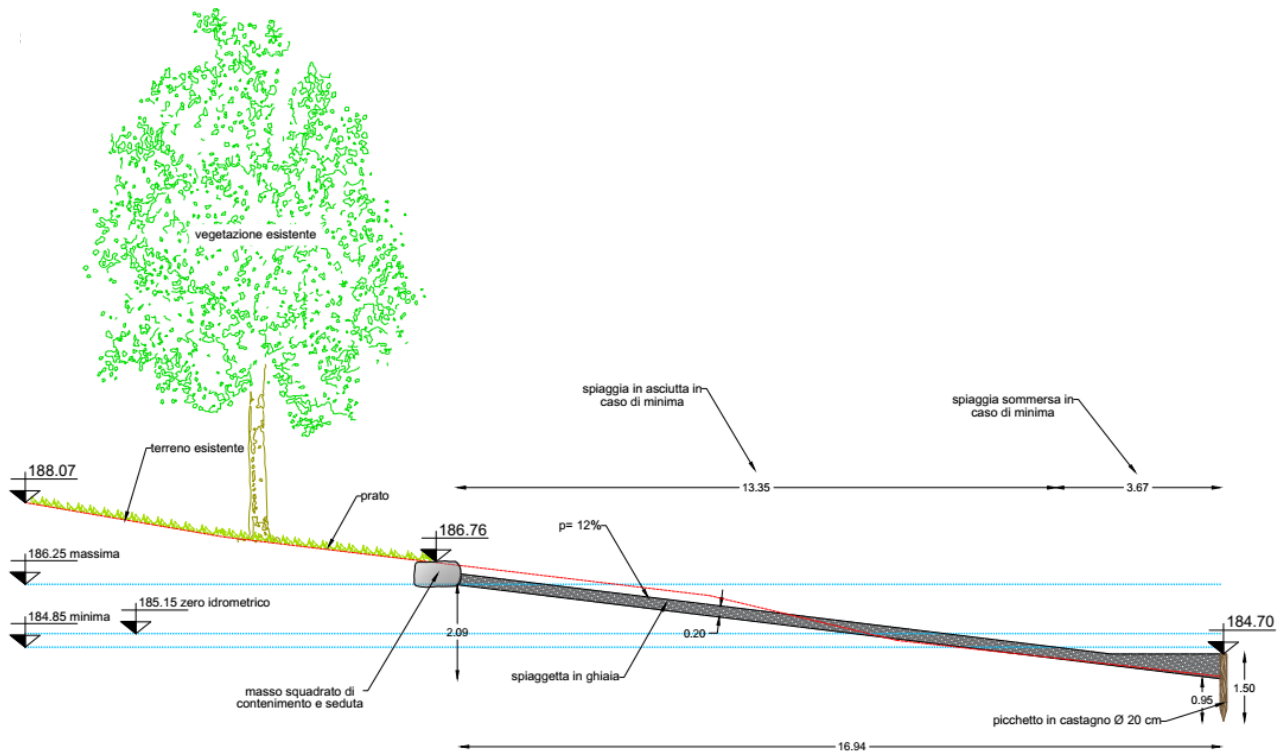 vegetazione esistente
spiaggia in asciutta in
caso di minima
spiaggia sommersa in
caso di minima
terreno esistente
188.07
13.35
3.67
prato
p= 12%
186.76
186.25 massima
185.15 zero idrometrico
184.85 minima
184.70
2.09
0.20
spiaggetta in ghiaia
masso squadrato di
contenimento e seduta
0.95
1.50
picchetto in castagno Ø 20 cm
16.94